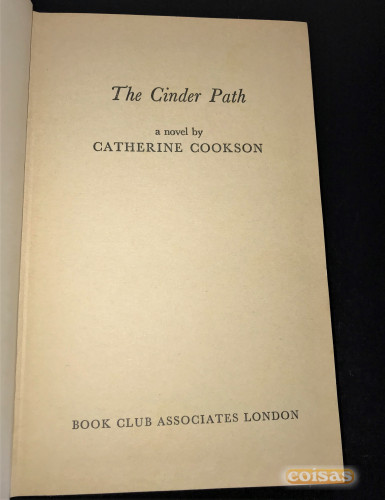 The Cinder Path
a novel by
CATHERINE COOKSON
BOOK CLUB ASSOCIATES LONDON
coisas